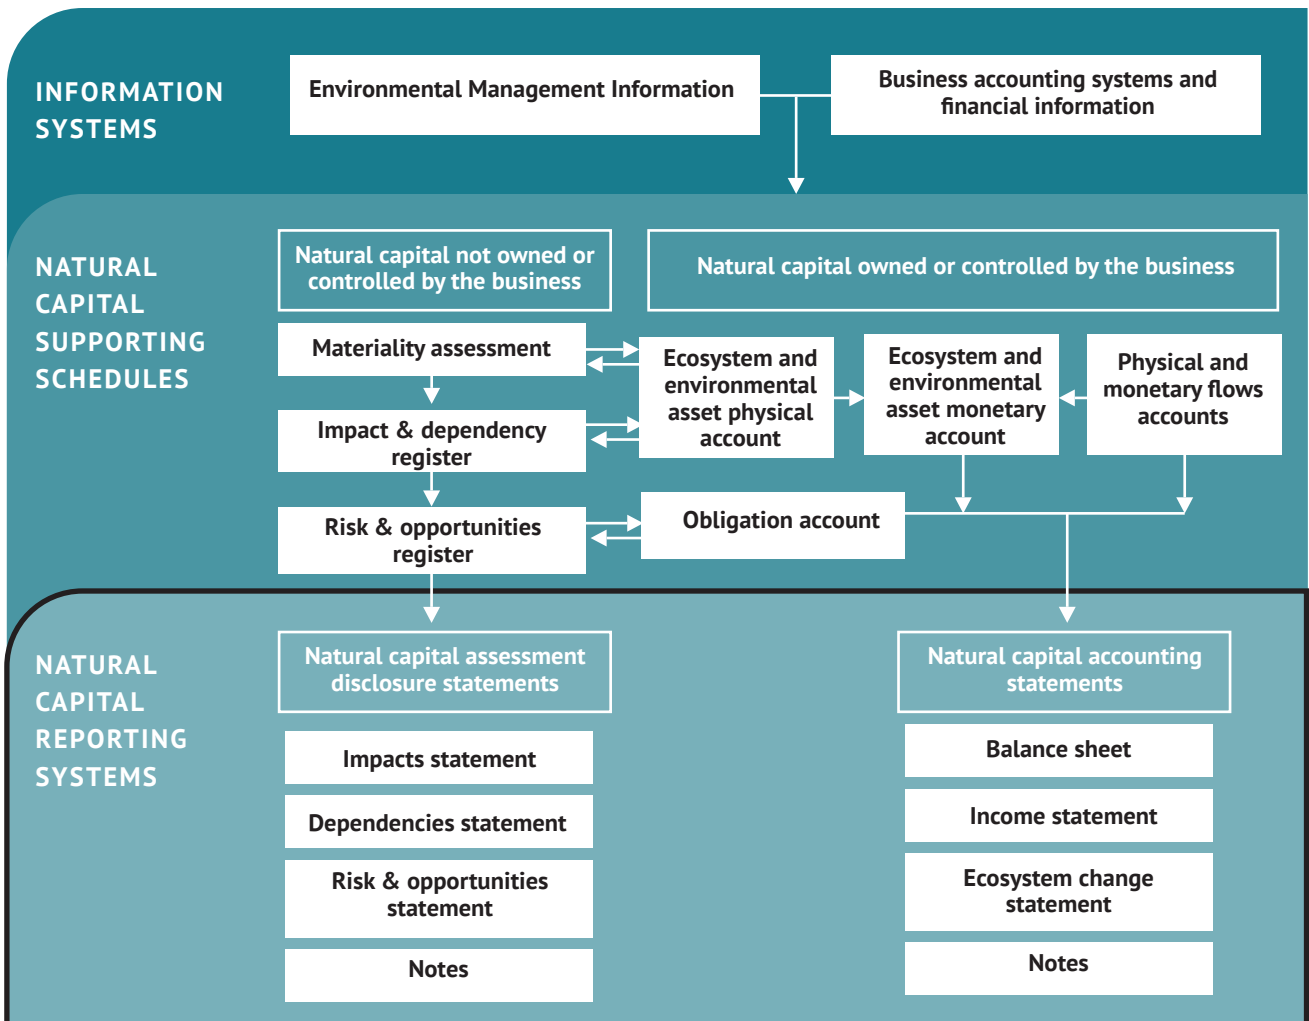 INFORMATION
SYSTEMS
Environmental Management Information
Business accounting systems and
financial information
NATURAL
CAPITAL
SUPPORTING
SCHEDULES
Natural capital not owned or
controlled by the business
Natural capital owned or controlled by the business
Materiality assessment
Impact & dependency
register
Risk & opportunities
register
Ecosystem and
environmental
asset physical
account
Ecosystem and
environmental
asset monetary
account
Physical and
monetary flows
accounts
Obligation account
NATURAL
CAPITAL
REPORTING
SYSTEMS
Natural capital assessment
disclosure statements
Impacts statement
Dependencies statement
Risk & opportunities
statement
Notes
Natural capital accounting
statements
Balance sheet
Income statement
Ecosystem change
statement
Notes